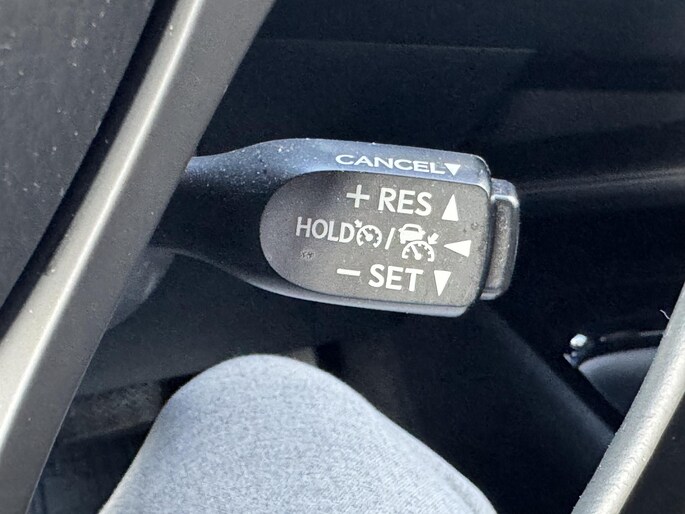 CANCEL▼
+ RES ▲
HOLD / ◄
− SET ▼